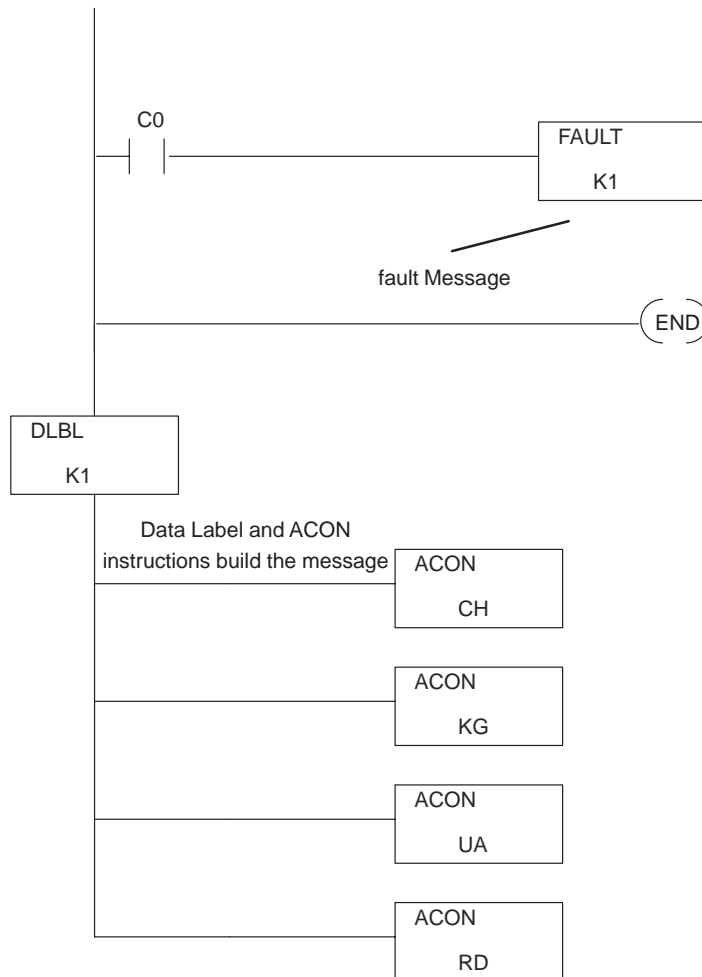 C0
FAULT
K1
fault Message
END
DLBL
K1
Data Label and ACON
instructions build the message
ACON
CH
ACON
KG
ACON
UA
ACON
RD